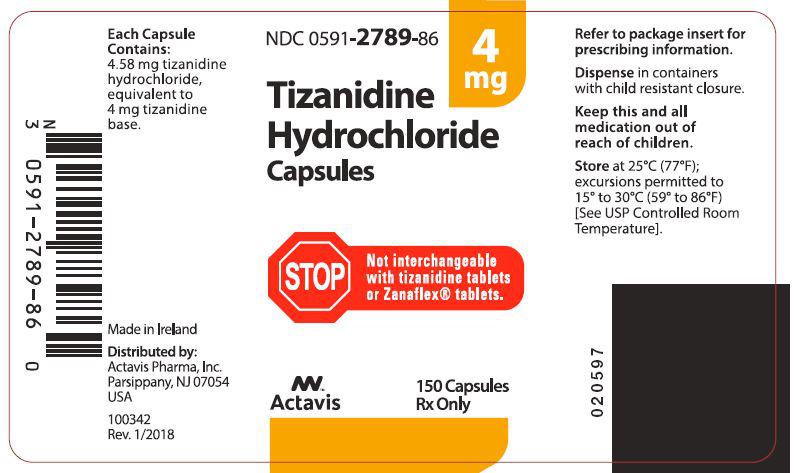 Each Capsule
Contains:
4.58 mg tizanidine
hydrochloride,
equivalent to
4 mg tizanidine
base.
N
3 0591-2789-86 0
Made in Ireland
Distributed by:
Actavis Pharma, Inc.
Parsippany, NJ 07054
USA
100342
Rev. 1/2018
NDC 0591-2789-86
4
mg
Tizanidine
Hydrochloride
Capsules
STOP
Not interchangeable
with tizanidine tablets
or Zanaflex® tablets.
Actavis
150 Capsules
Rx Only
Refer to package insert for
prescribing information.
Dispense in containers
with child resistant closure.
Keep this and all
medication out of
reach of children.
Store at 25°C (77°F);
excursions permitted to
15° to 30°C (59° to 86°F)
[See USP Controlled Room
Temperature].
020597